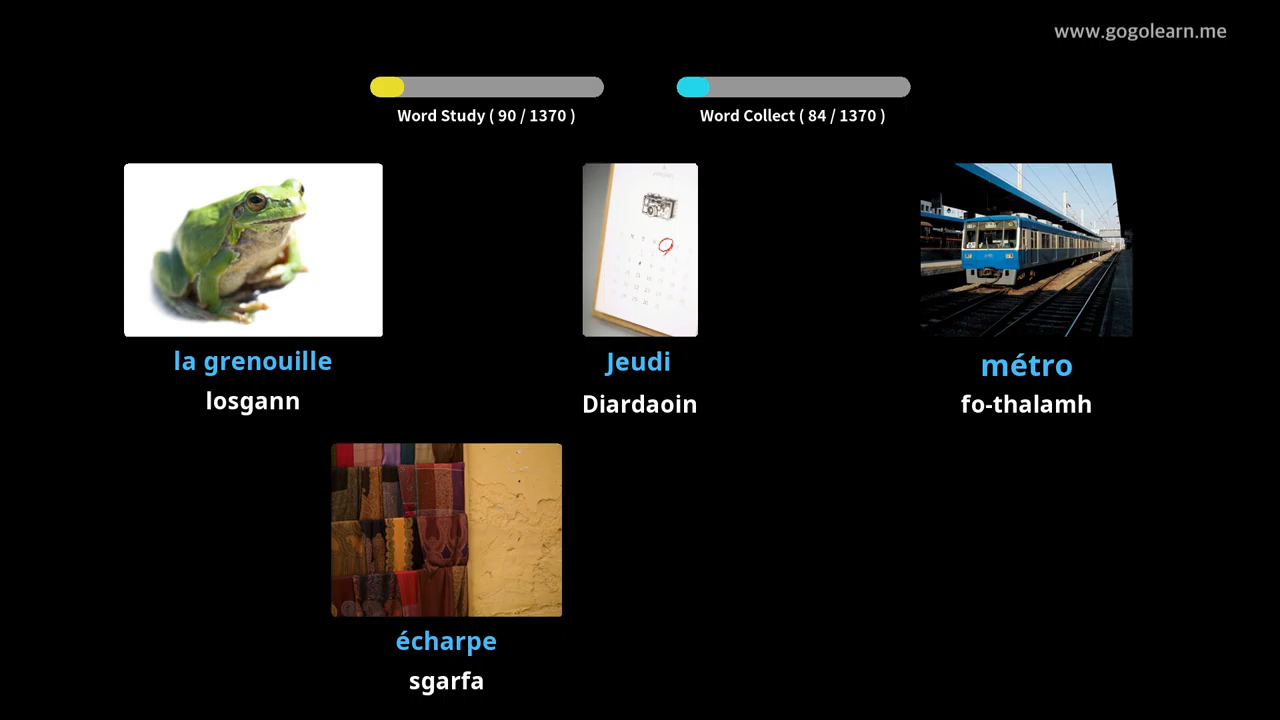 www.gogolearn.me
Word Study ( 90 / 1370 )
Word Collect ( 84 / 1370 )
la grenouille
losgann
Jeudi
Diardaoin
métro
fo-thalamh
écharpe
sgarfa